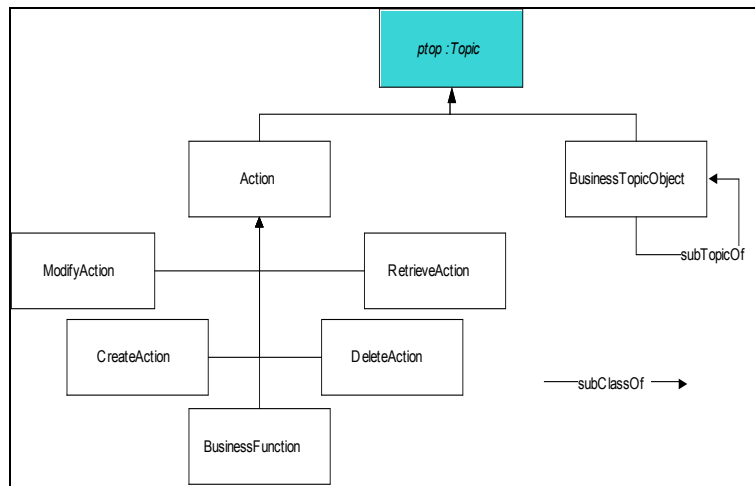 ptop :Topic
Action
BusinessTopicObject
subTopicOf
ModifyAction
RetrieveAction
CreateAction
DeleteAction
subClassOf
BusinessFunction